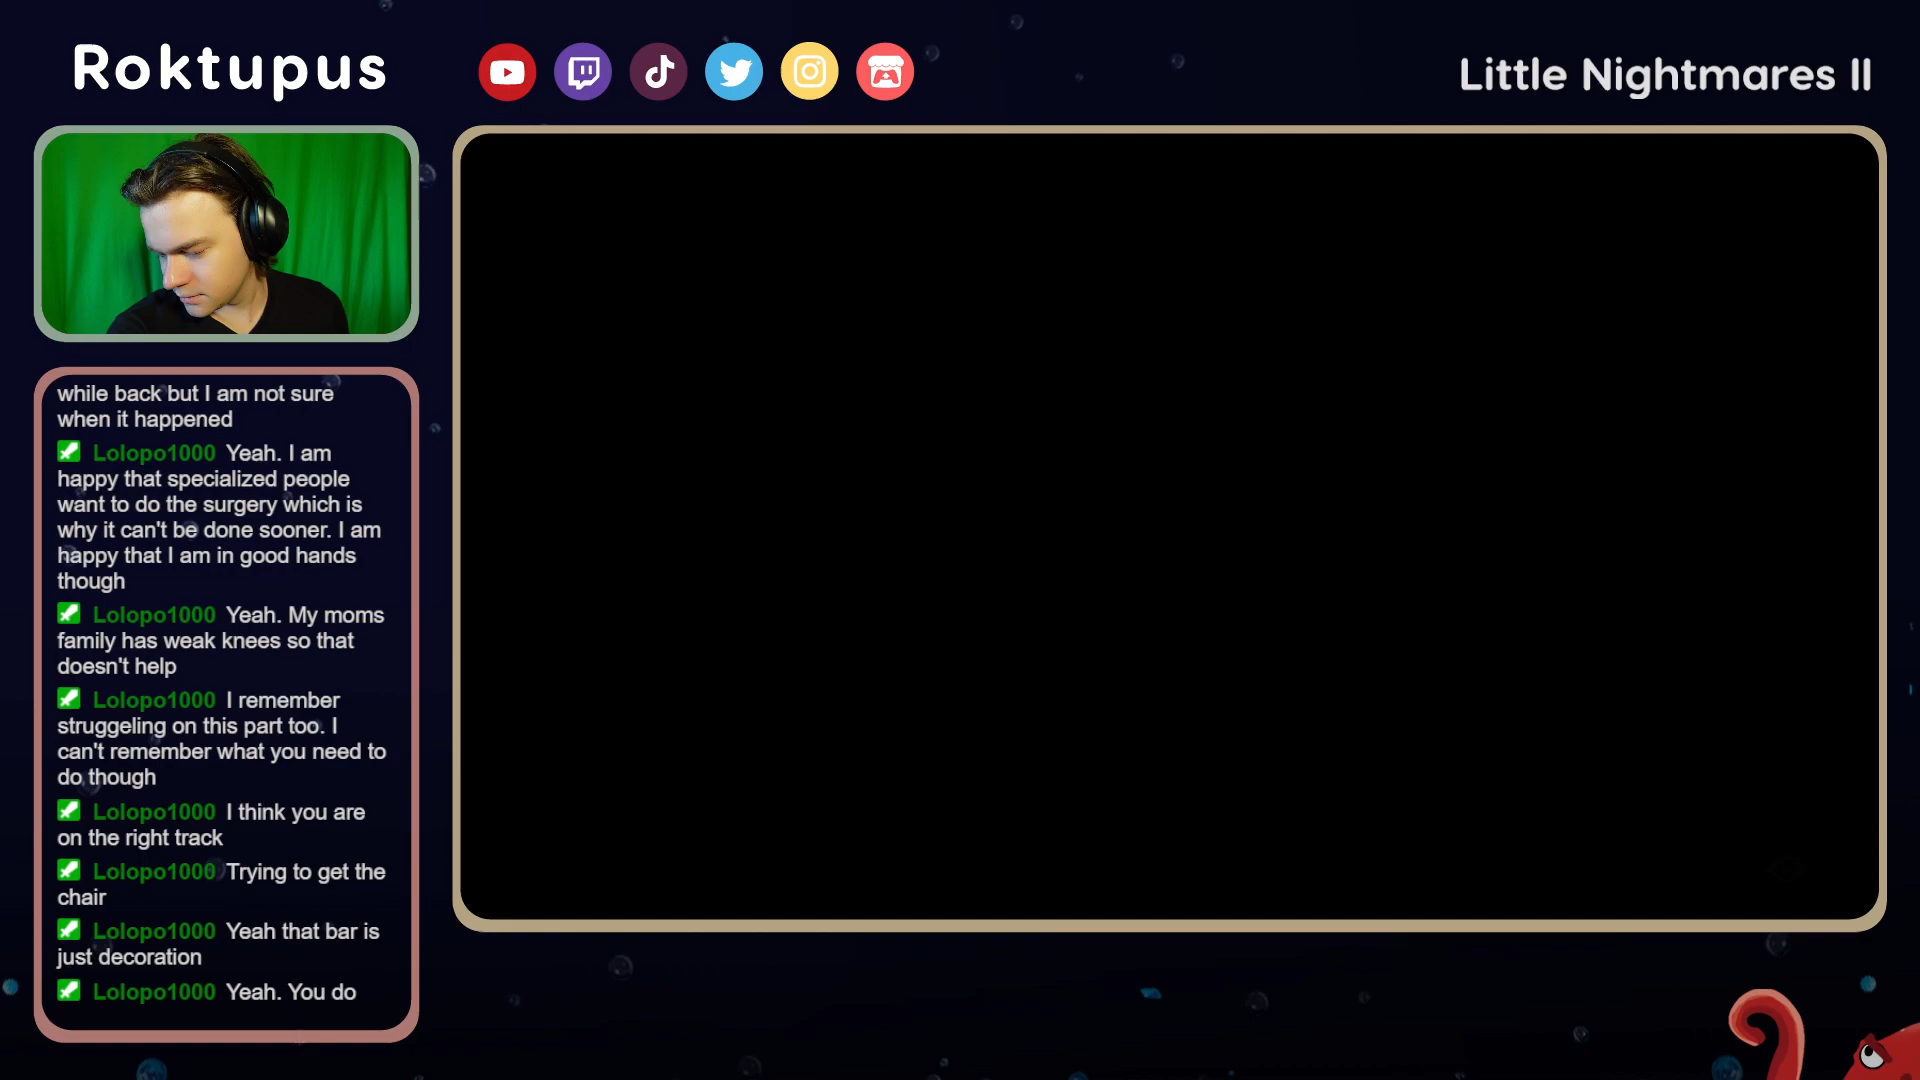 Roktupus
Little Nightmares II
while back but I am not sure
when it happened
Lolopo1000 Yeah. I am
happy that specialized people
want to do the surgery which is
why it can't be done sooner. I am
happy that I am in good hands
though
Lolopo1000 Yeah. My moms
family has weak knees so that
doesn't help
Lolopo1000 I remember
struggeling on this part too. I
can't remember what you need to
do though
Lolopo1000 I think you are
on the right track
Lolopo1000 Trying to get the
chair
Lolopo1000 Yeah that bar is
just decoration
Lolopo1000 Yeah. You do